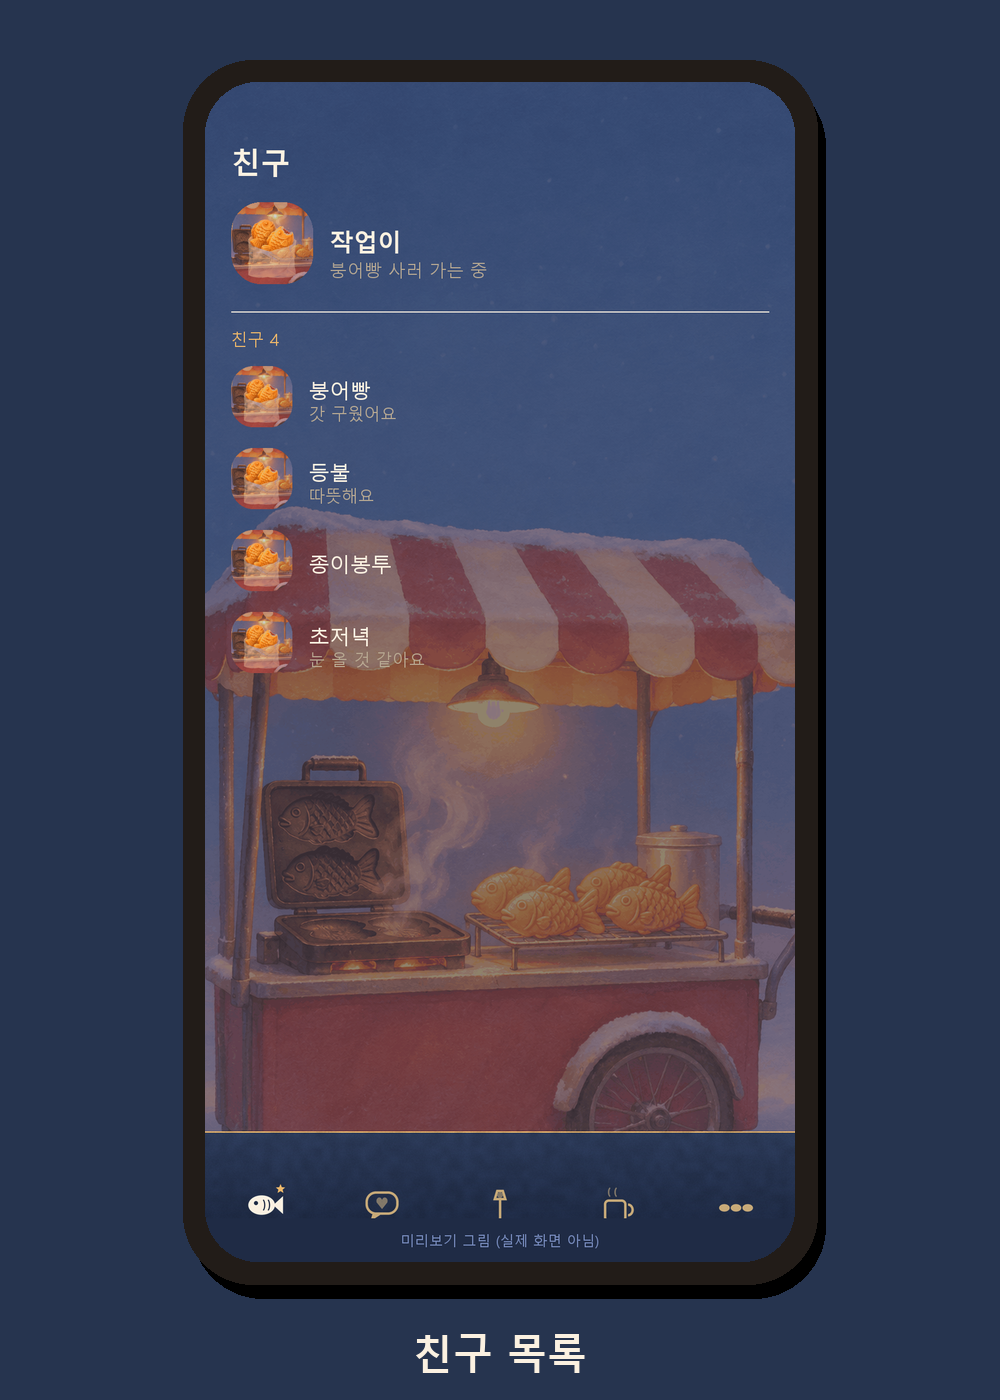 친구
작업이
붕어빵 사러 가는 중
친구 4
붕어빵
갓 구웠어요
등불
따뜻해요
종이봉투
초저녁
눈 올 것 같아요
미리보기 그림 (실제 화면 아님)
친구 목록